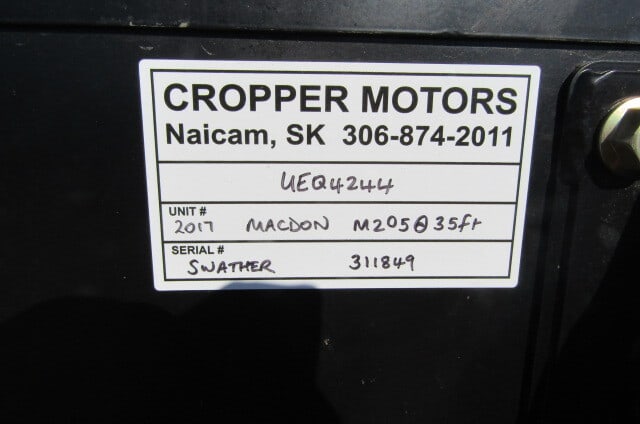 CROPPER MOTORS
Naicam, SK 306-874-2011
UEQ4244
UNIT #
2017 MACDON M205@35ft
SERIAL #
SWATHER 311849